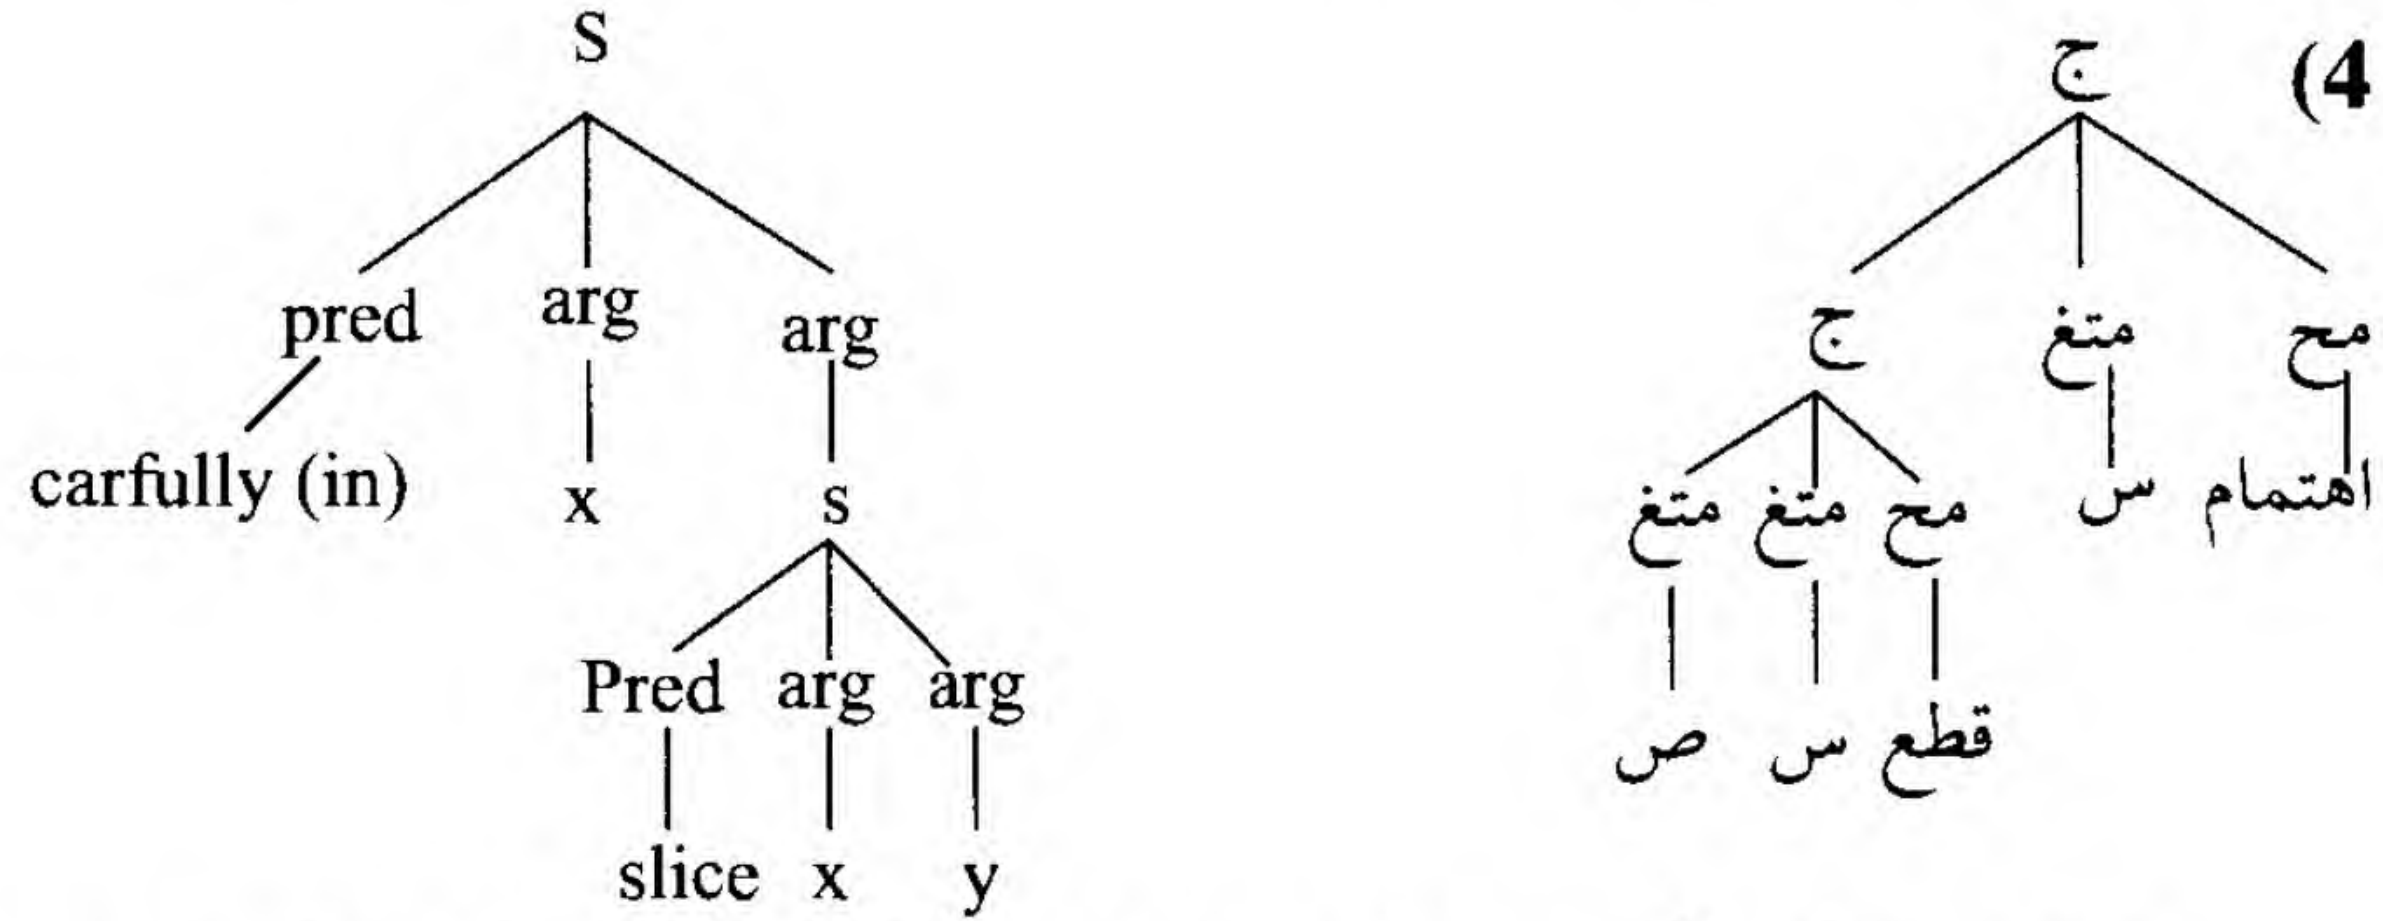 S
pred arg arg
carfully (in) x s
Pred arg arg
slice x y
(4
ج
مح متغ ج
اهتمام س مح متغ متغ
قطع س ص